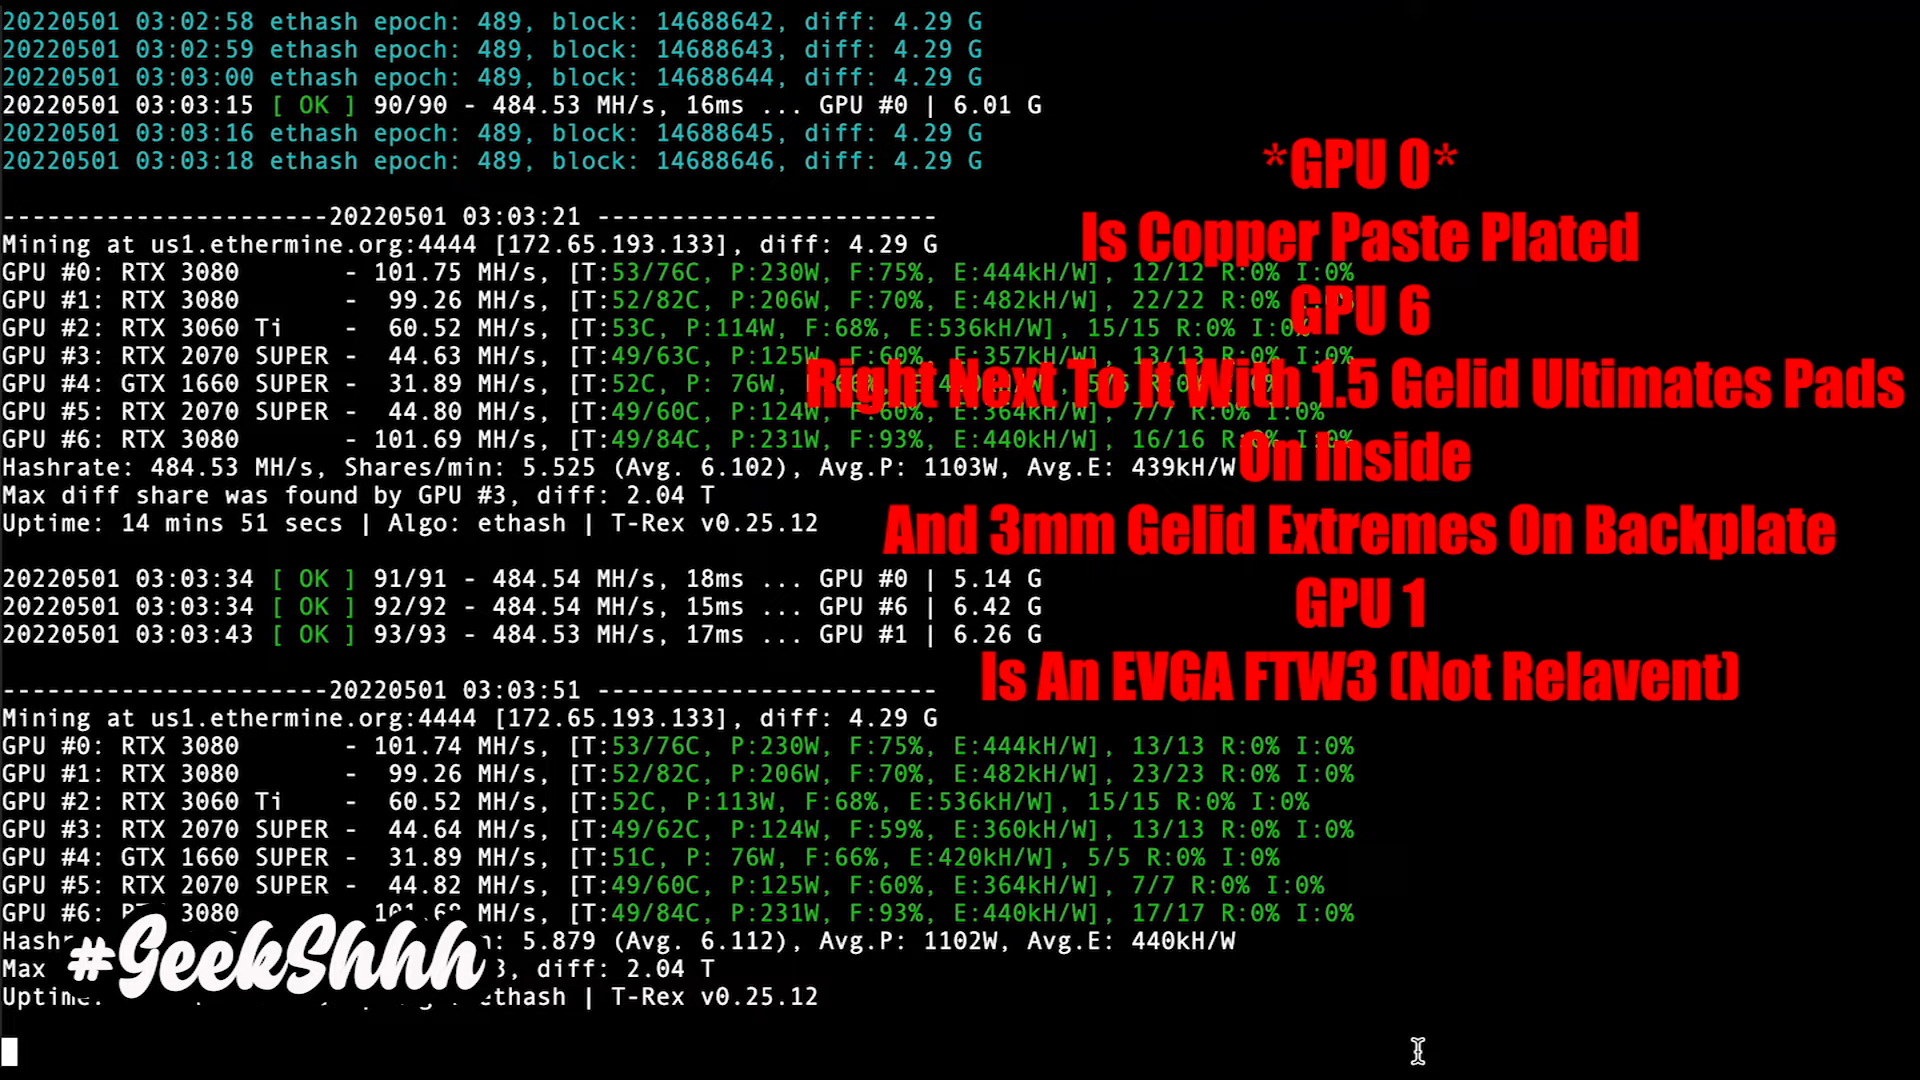 20220501 03:02:58 ethash epoch: 489, block: 14688642, diff: 4.29 G
20220501 03:02:59 ethash epoch: 489, block: 14688643, diff: 4.29 G
20220501 03:03:00 ethash epoch: 489, block: 14688644, diff: 4.29 G
20220501 03:03:15 [ OK ] 90/90 - 484.53 MH/s, 16ms ... GPU #0 | 6.01 G
20220501 03:03:16 ethash epoch: 489, block: 14688645, diff: 4.29 G
20220501 03:03:18 ethash epoch: 489, block: 14688646, diff: 4.29 G
----------------------20220501 03:03:21 -----------------------
Mining at us1.ethermine.org:4444 [172.65.193.133], diff: 4.29 G
GPU #0: RTX 3080 - 101.75 MH/s, [T:53/76C, P:230W, F:75%, E:444kH/W], 12/12 R:0% I:0%
GPU #1: RTX 3080 - 99.26 MH/s, [T:52/82C, P:206W, F:70%, E:482kH/W], 22/22 R:0%
GPU #2: RTX 3060 Ti - 60.52 MH/s, [T:53C, P:114W, F:68%, E:536kH/W], 15/15 R:0% I:0%
GPU #3: RTX 2070 SUPER - 44.63 MH/s, [T:49/63C, P:125W, F:60%, E:357kH/W], 13/13 R:0% I:0%
GPU #4: GTX 1660 SUPER - 31.89 MH/s, [T:52C, P: 76W,
GPU #5: RTX 2070 SUPER - 44.80 MH/s, [T:49/60C, P:124W, F:60%, E:364kH/W], 7/7 R:0% I:0%
GPU #6: RTX 3080 - 101.69 MH/s, [T:49/84C, P:231W, F:93%, E:440kH/W], 16/16 R:0% I:0%
Hashrate: 484.53 MH/s, Shares/min: 5.525 (Avg. 6.102), Avg.P: 1103W, Avg.E: 439kH/W
Max diff share was found by GPU #3, diff: 2.04 T
Uptime: 14 mins 51 secs | Algo: ethash | T-Rex v0.25.12
20220501 03:03:34 [ OK ] 91/91 - 484.54 MH/s, 18ms ... GPU #0 | 5.14 G
20220501 03:03:34 [ OK ] 92/92 - 484.54 MH/s, 15ms ... GPU #6 | 6.42 G
20220501 03:03:43 [ OK ] 93/93 - 484.53 MH/s, 17ms ... GPU #1 | 6.26 G
----------------------20220501 03:03:51 -----------------------
Mining at us1.ethermine.org:4444 [172.65.193.133], diff: 4.29 G
GPU #0: RTX 3080 - 101.74 MH/s, [T:53/76C, P:230W, F:75%, E:444kH/W], 13/13 R:0% I:0%
GPU #1: RTX 3080 - 99.26 MH/s, [T:52/82C, P:206W, F:70%, E:482kH/W], 23/23 R:0% I:0%
GPU #2: RTX 3060 Ti - 60.52 MH/s, [T:52C, P:113W, F:68%, E:536kH/W], 15/15 R:0% I:0%
GPU #3: RTX 2070 SUPER - 44.64 MH/s, [T:49/62C, P:124W, F:59%, E:360kH/W], 13/13 R:0% I:0%
GPU #4: GTX 1660 SUPER - 31.89 MH/s, [T:51C, P: 76W, F:66%, E:420kH/W], 5/5 R:0% I:0%
GPU #5: RTX 2070 SUPER - 44.82 MH/s, [T:49/60C, P:125W, F:60%, E:364kH/W], 7/7 R:0% I:0%
GPU #6: 3080 MH/s, [T:49/84C, P:231W, F:93%, E:440kH/W], 17/17 R:0% I:0%
5.879 (Avg. 6.112), Avg.P: 1102W, Avg.E: 440kH/W
Max diff: 2.04 T
ethash | T-Rex v0.25.12
#GeekShhh
*GPU 0*
Is Copper Paste Plated
GPU 6
Right Next To It With 1.5 Gelid Ultimates Pads
On Inside
And 3mm Gelid Extremes On Backplate
GPU 1
Is An EVGA FTW3 (Not Relavent)